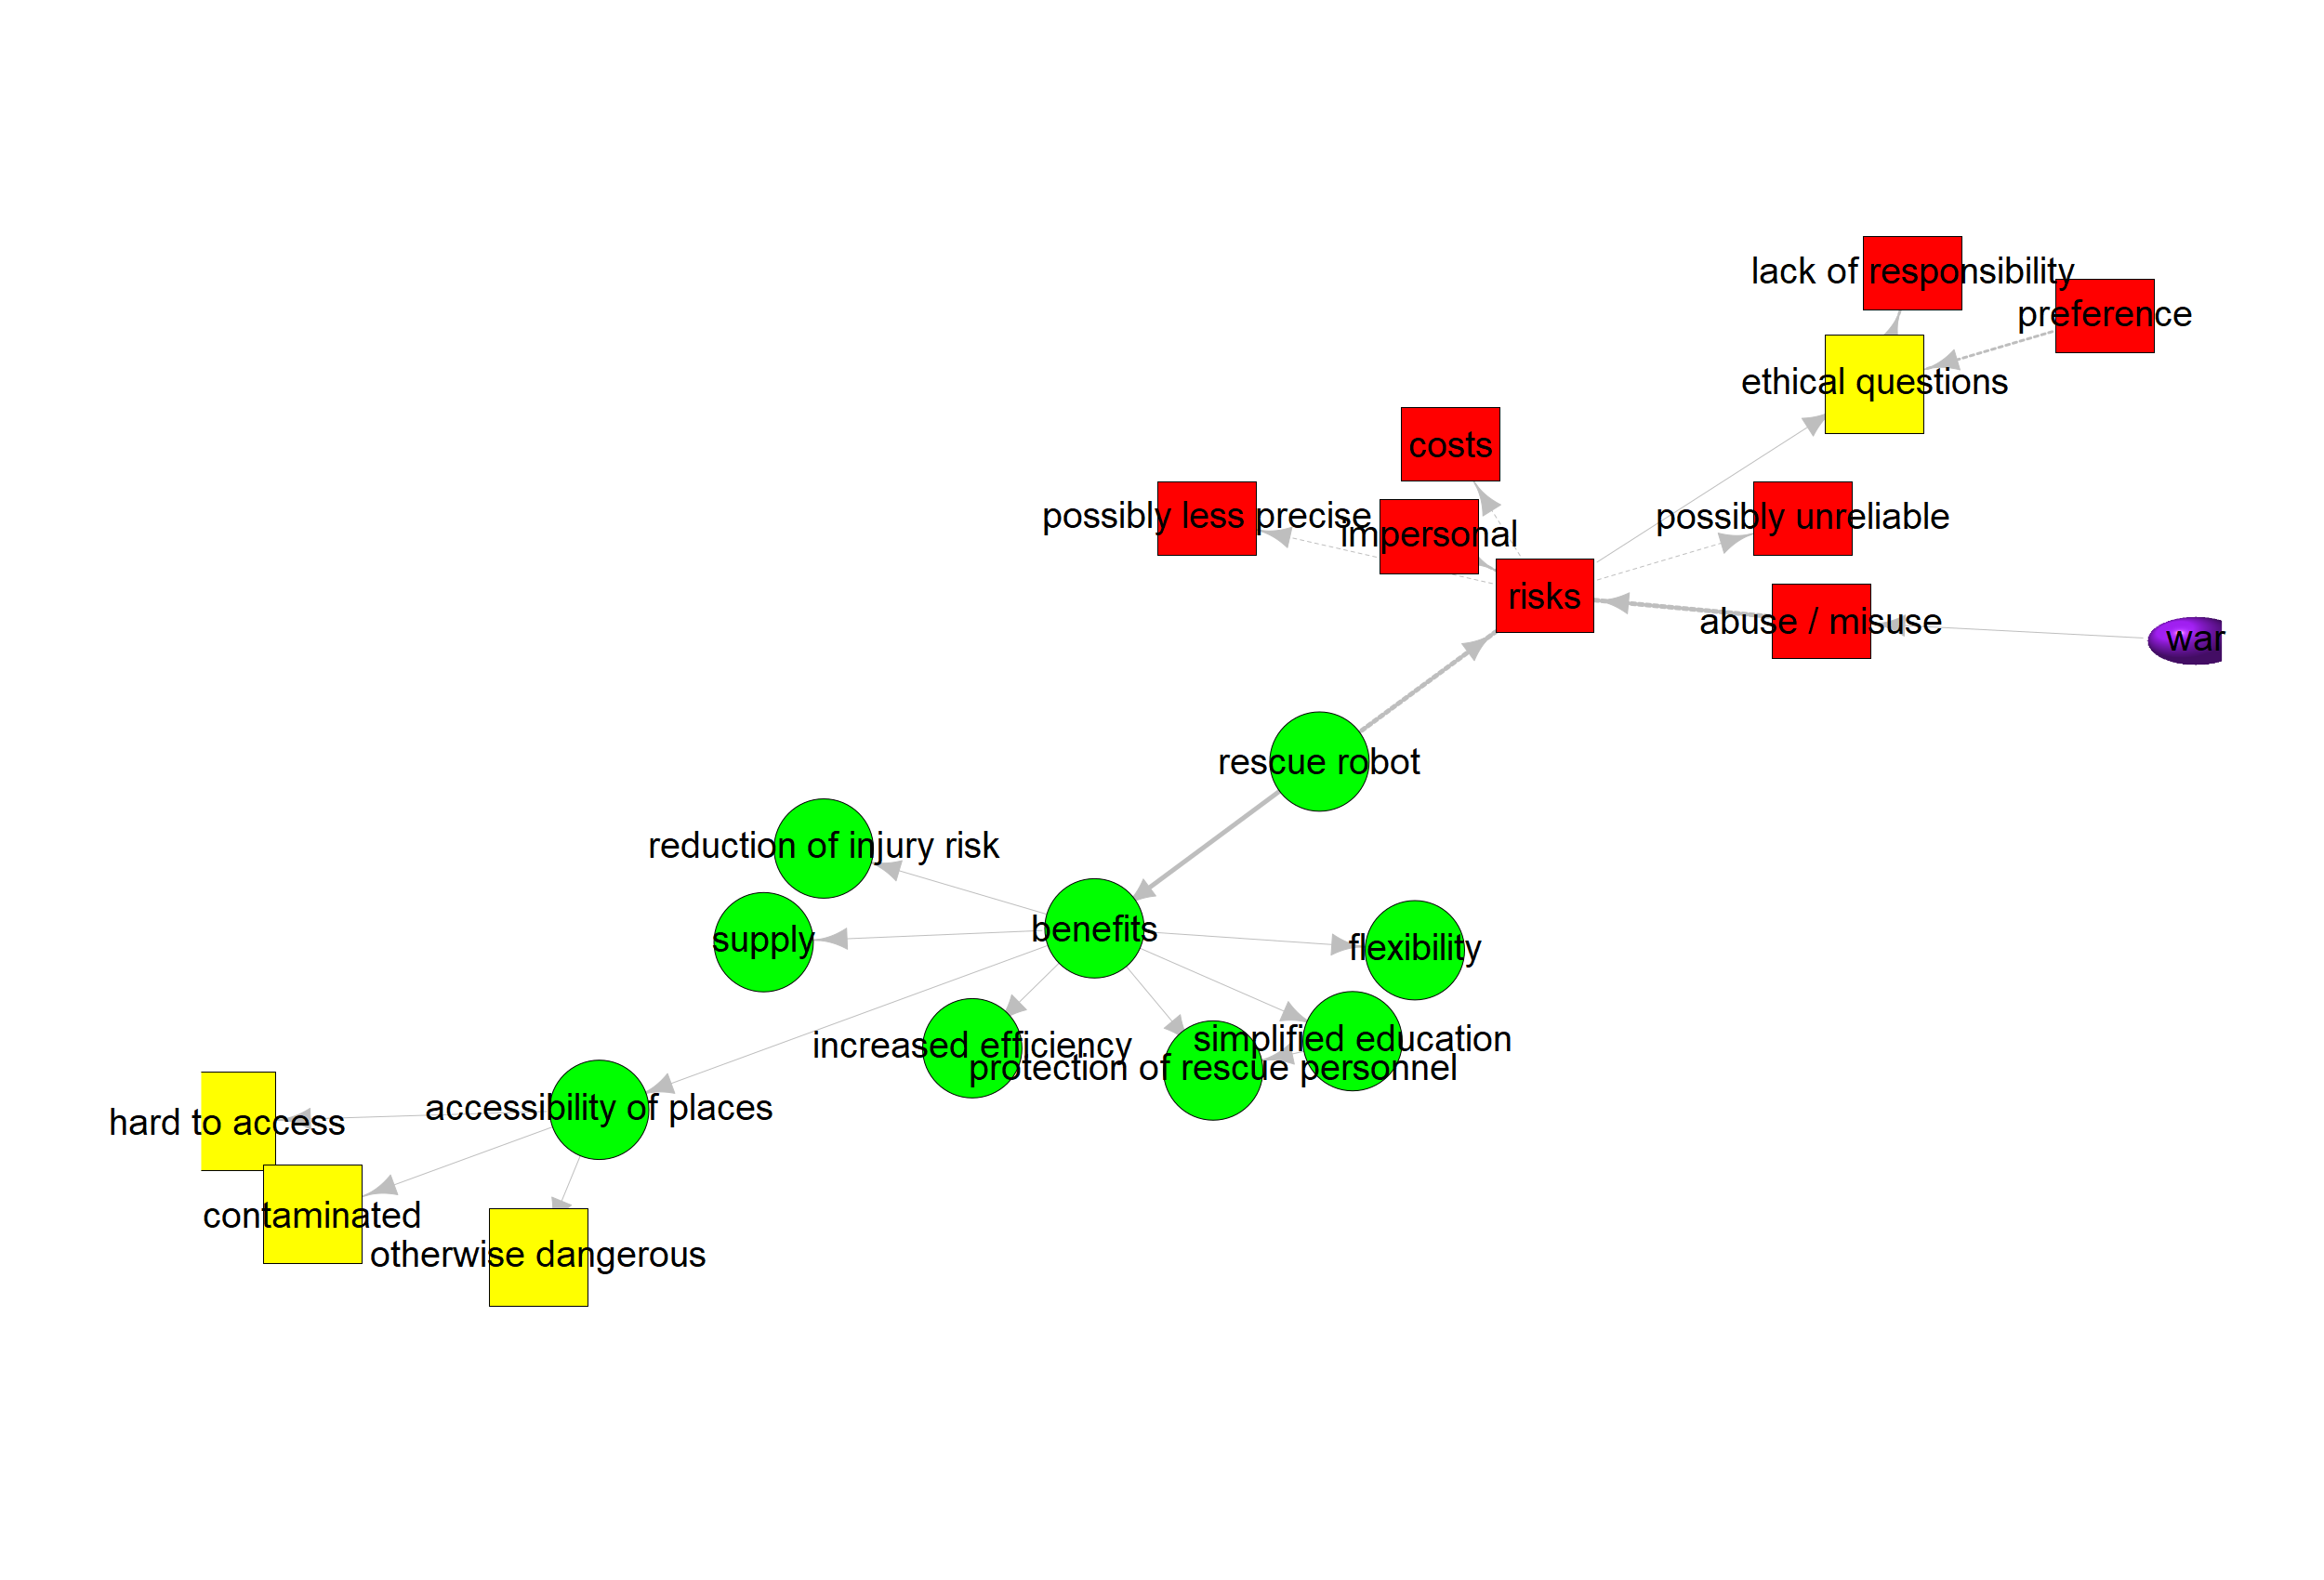 lack of responsibility
preference
ethical questions
costs
possibly less precise
impersonal
possibly unreliable
risks
abuse / misuse
war
rescue robot
reduction of injury risk
benefits
supply
flexibility
increased efficiency
simplified education
protection of rescue personnel
accessibility of places
hard to access
contaminated
otherwise dangerous